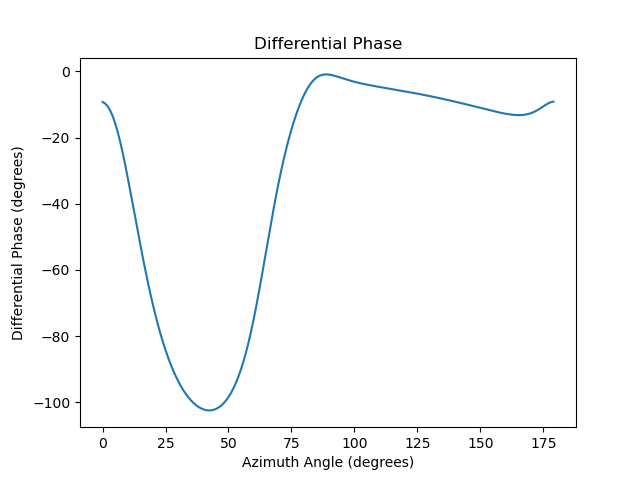 Differential Phase
Differential Phase (degrees)
0
−20
−40
−60
−80
−100
0 25 50 75 100 125 150 175
Azimuth Angle (degrees)